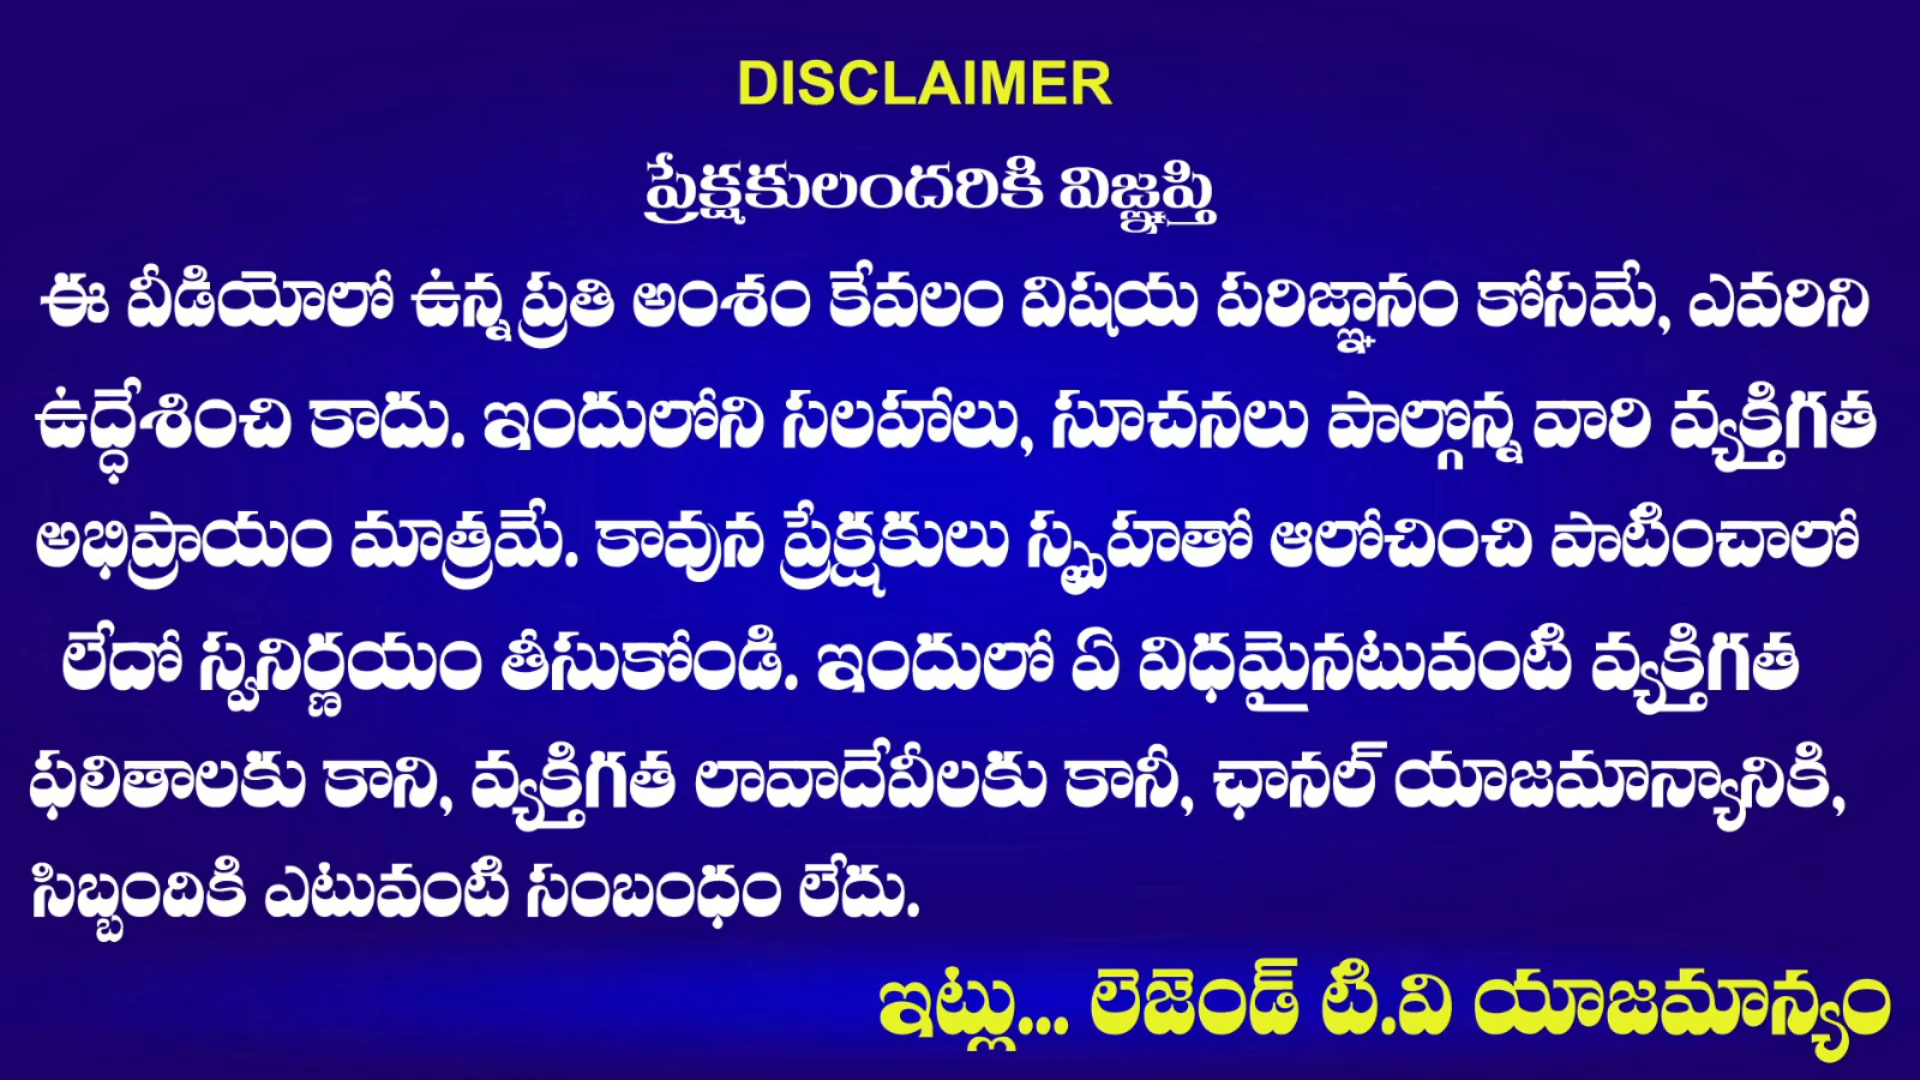 DISCLAIMER
ప్రేక్షకులందరికి విజ్ఞప్తి
ఈ వీడియోలో ఉన్న ప్రతి అంశం కేవలం విషయ పరిజ్ఞానం కోసమే, ఎవరిని
ఉద్ధేశించి కాదు. ఇందులోని సలహాలు, సూచనలు పాల్గొన్న వారి వ్యక్తిగత
అభిప్రాయం మాత్రమే. కావున ప్రేక్షకులు స్పృహతో ఆలోచించి పాటించాలో
లేదో స్వనిర్ణయం తీసుకోండి. ఇందులో ఏ విధమైనటువంటి వ్యక్తిగత
ఫలితాలకు కాని, వ్యక్తిగత లావాదేవీలకు కానీ, ఛానల్ యాజమాన్యానికి,
సిబ్బందికి ఎటువంటి సంబంధం లేదు.
ఇట్లు... లెజెండ్ టి.వి యాజమాన్యం